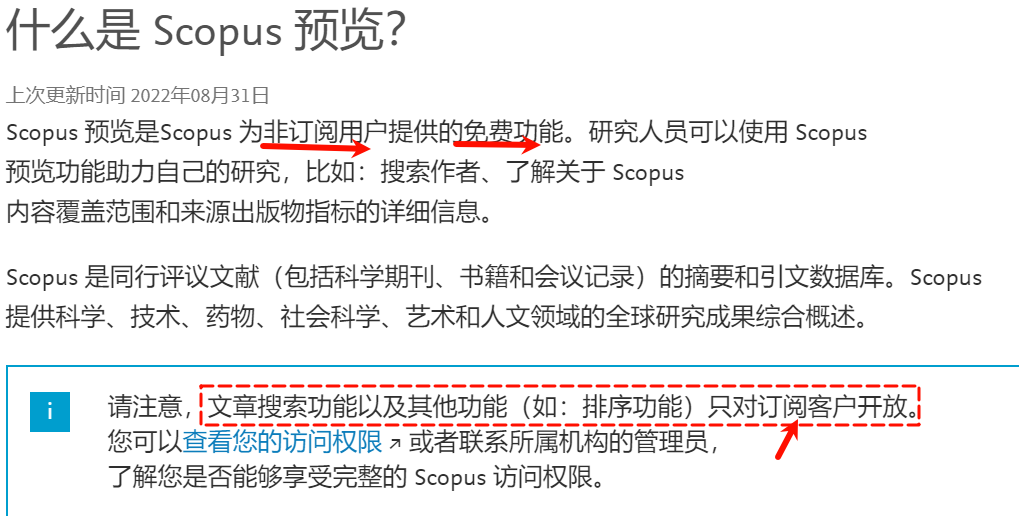 什么是 Scopus 预览？
上次更新时间 2022年08月31日
Scopus 预览是Scopus 为非订阅用户提供的免费功能。研究人员可以使用 Scopus
预览功能助力自己的研究，比如：搜索作者、了解关于 Scopus
内容覆盖范围和来源出版物指标的详细信息。
Scopus 是同行评议文献（包括科学期刊、书籍和会议记录）的摘要和引文数据库。Scopus
提供科学、技术、药物、社会科学、艺术和人文领域的全球研究成果综合概述。
i
请注意，文章搜索功能以及其他功能（如：排序功能）只对订阅客户开放。
您可以查看您的访问权限↗或者联系所属机构的管理员，
了解您是否能够享受完整的 Scopus 访问权限。